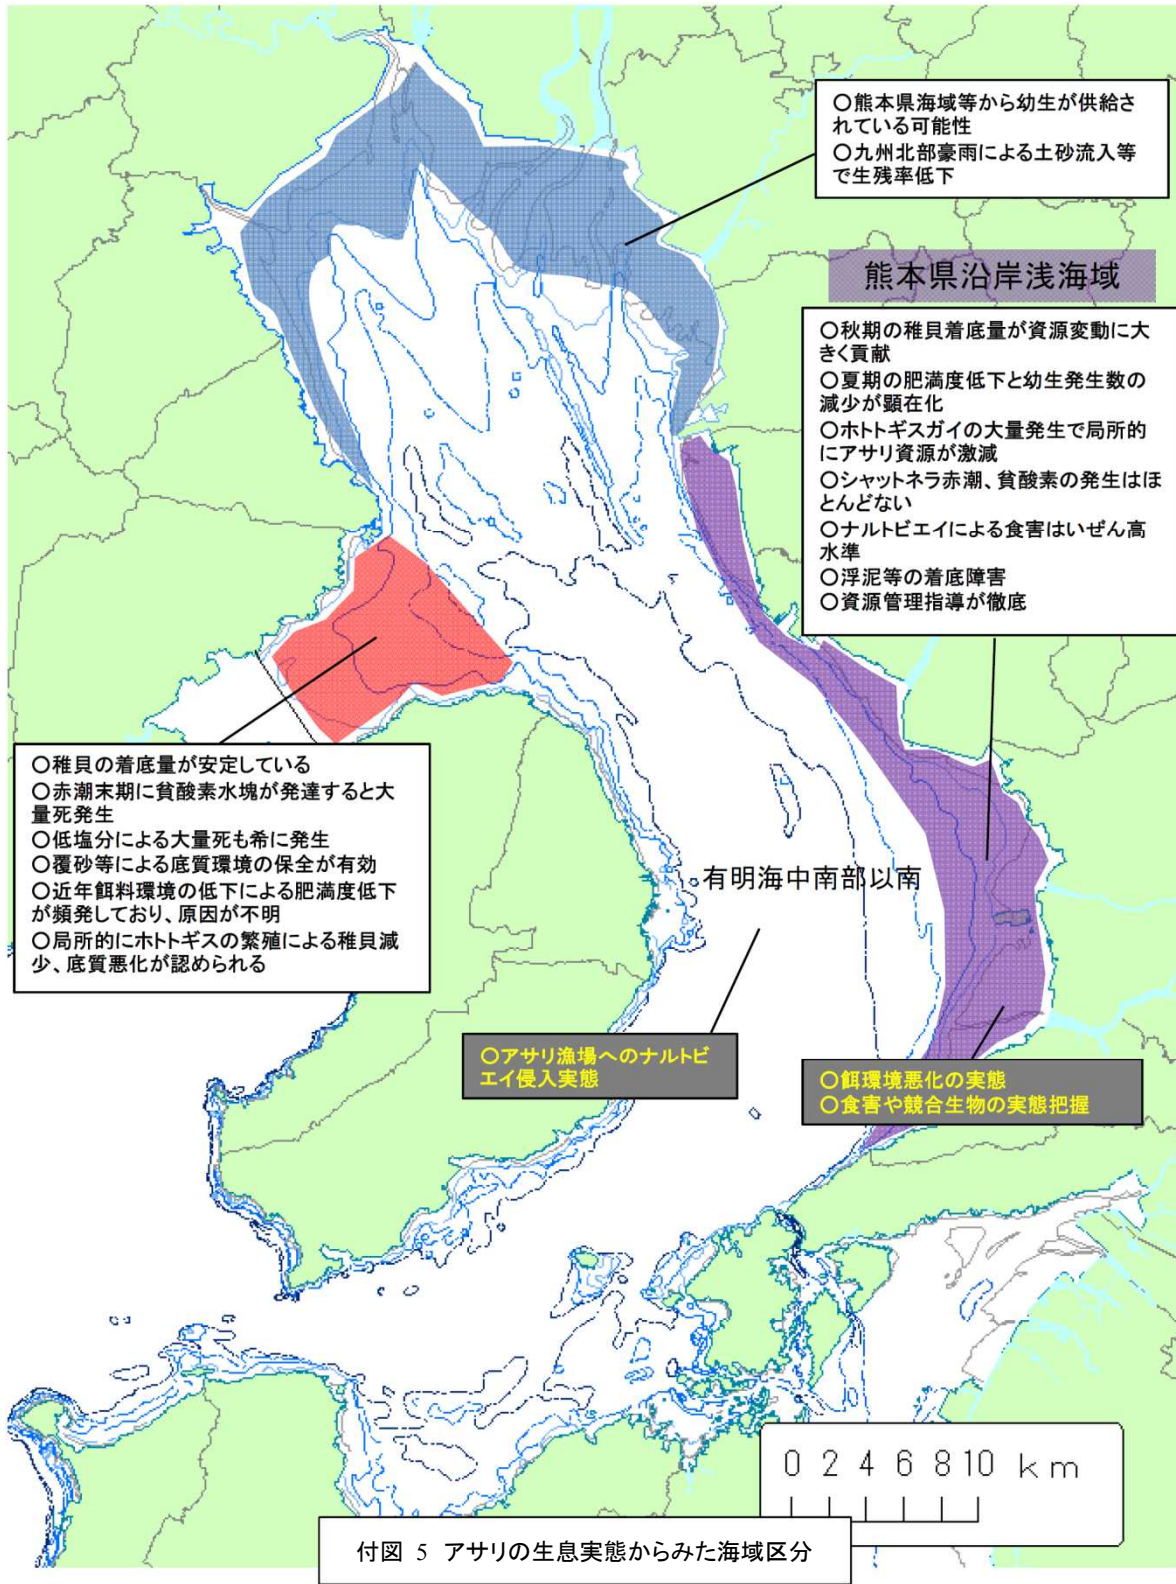 ○熊本県海域等から幼生が供給さ
れている可能性
○九州北部豪雨による土砂流入等
で生残率低下
熊本県沿岸浅海域
○秋期の稚貝着底量が資源変動に大
きく貢献
○夏期の肥満度低下と幼生発生数の
減少が顕在化
○ホトトギスガイの大量発生で局所的
にアサリ資源が激減
○シャットネラ赤潮、貧酸素の発生はほ
とんどない
○ナルトビエイによる食害はいぜん高
水準
○浮泥等の着底障害
○資源管理指導が徹底
○稚貝の着底量が安定している
○赤潮末期に貧酸素水塊が発達すると大
量死発生
○低塩分による大量死も希に発生
○覆砂等による底質環境の保全が有効
○近年餌料環境の低下による肥満度低下
が頻発しており、原因が不明
○局所的にホトトギスの繁殖による稚貝減
少、底質悪化が認められる
有明海中南部以南
○アサリ漁場へのナルトビ
エイ侵入実態
○餌環境悪化の実態
○食害や競合生物の実態把握
0 2 4 6 8 10 km
付図 5 アサリの生息実態からみた海域区分